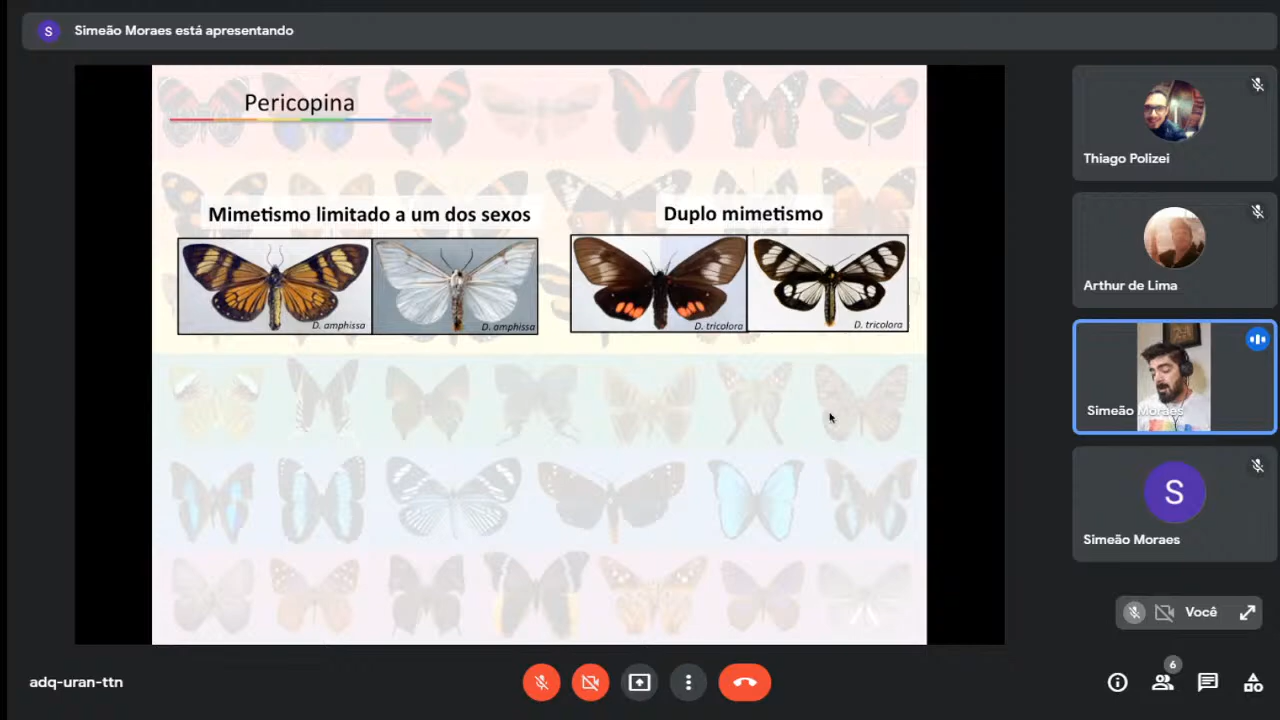 S
Simeão Moraes está apresentando
Pericopina
Mimetismo limitado a um dos sexos
Duplo mimetismo
D. amphissa
D. amphissa
D. tricolora
D. tricolora
Thiago Polizei
Arthur de Lima
Simeão Moraes
S
Simeão Moraes
Você
adq-uran-ttn
6